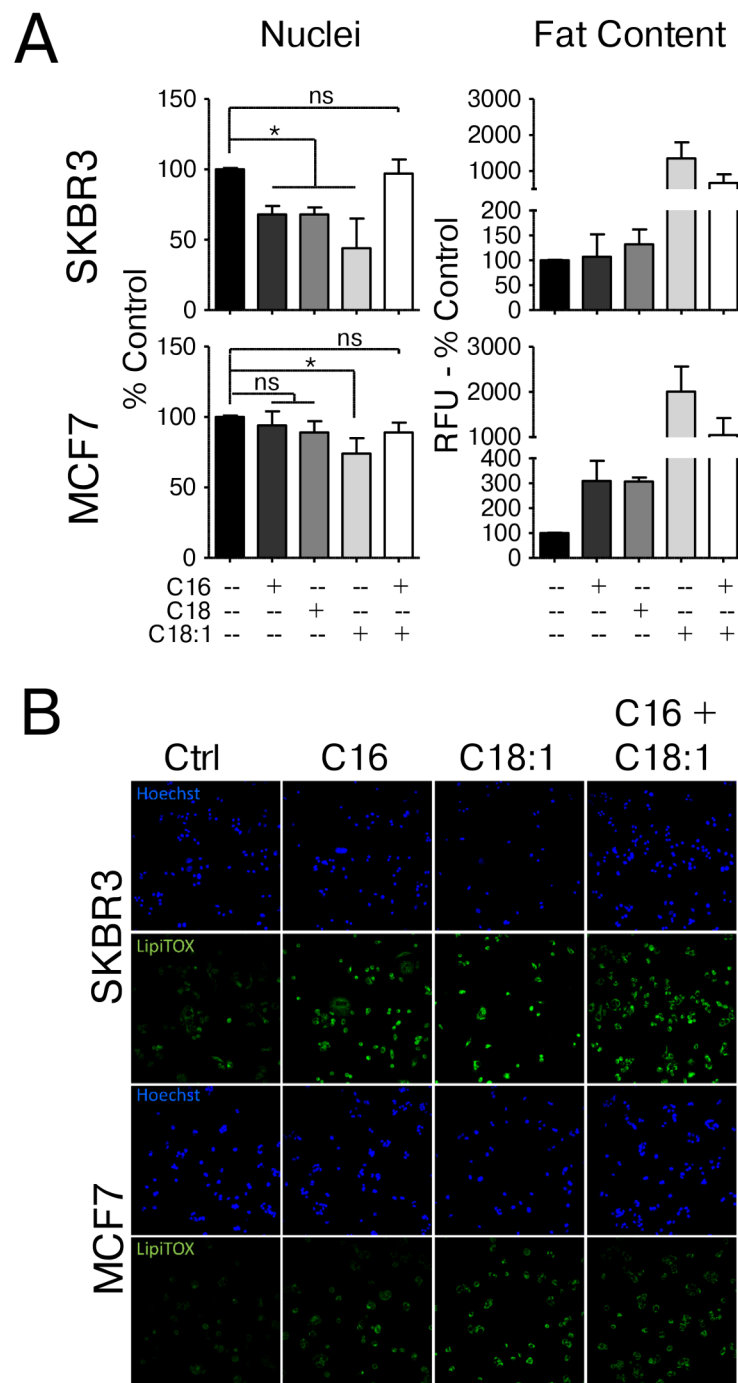 A
Nuclei
Fat Content
SKBR3
% Control
150
100
50
0
ns
*
RFU - % Control
3000
2000
1000
200
150
100
50
0
MCF7
150
100
50
0
ns
*
ns
3000
2000
1000
400
300
200
100
0
C16 -- + -- -- + -- + -- -- +
C18 -- -- + -- -- -- -- + -- --
C18:1 -- -- -- + + -- -- -- + +
B
Ctrl
C16
C18:1
C16 +
C18:1
SKBR3
Hoechst
LipiTOX
MCF7
Hoechst
LipiTOX